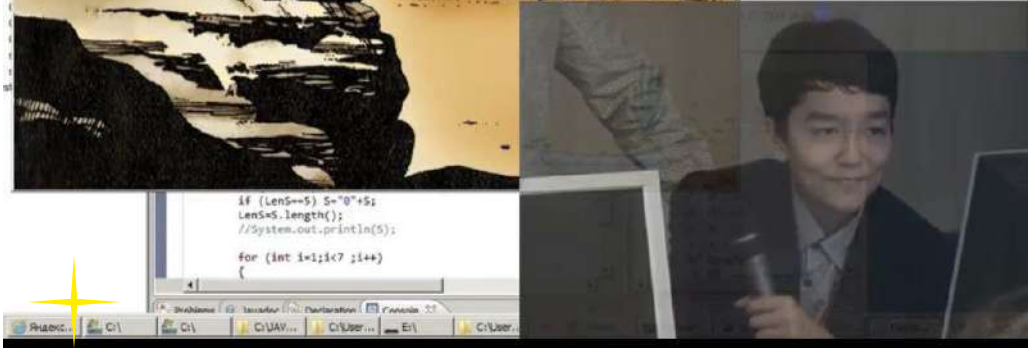 if (LenS==5) S="0"+S;
LenS=S.length();
//System.out.println(S);
for (int i=1;i<7 ;i++)
{
Problems @ Javadoc Declaration Console
Яндекс... C:\ C:\ C:\JAV... C:\User... E:\ C:\User...